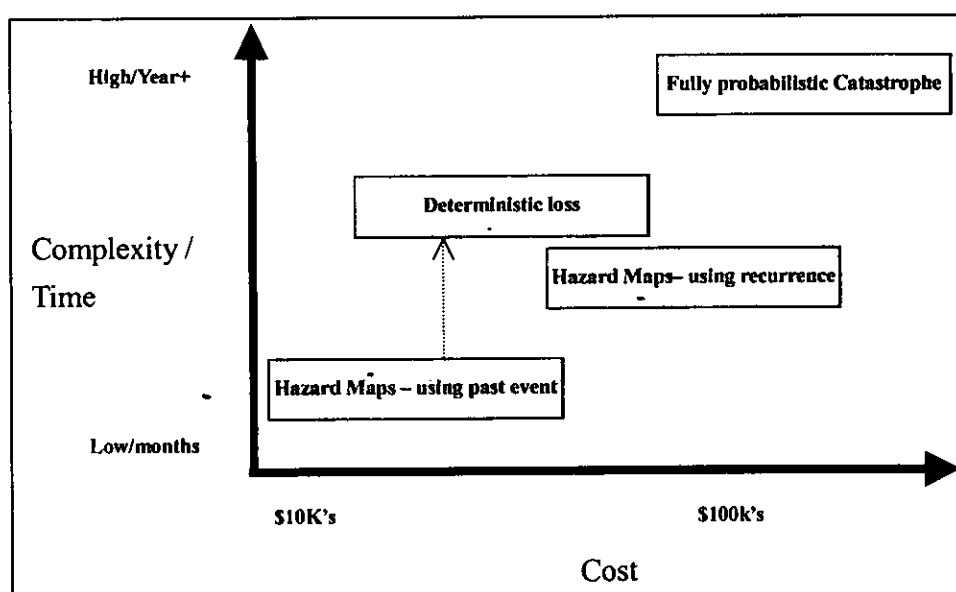 High/Year+
Fully probabilistic Catastrophe
Deterministic loss
Complexity /
Time
Hazard Maps– using recurrence
Hazard Maps – using past event
Low/months
$10K's
$100k's
Cost